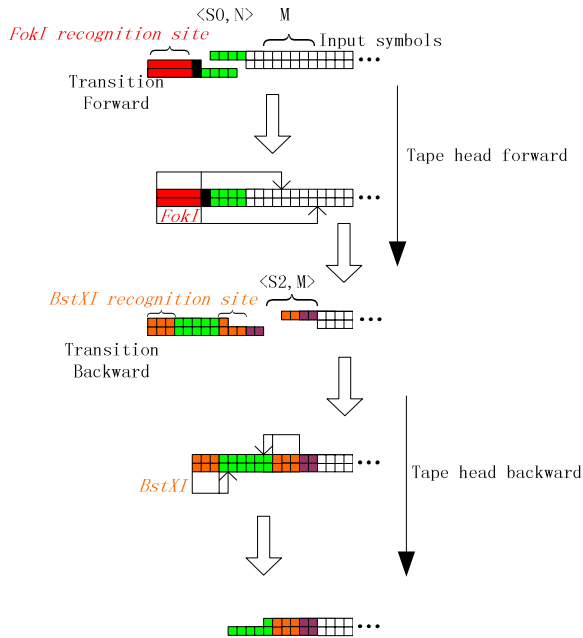 <S0,N> M
FokI recognition site
Input symbols
Transition
Forward
Tape head forward
FokI
<S2,M>
BstXI recognition site
Transition
Backward
Tape head backward
BstXI